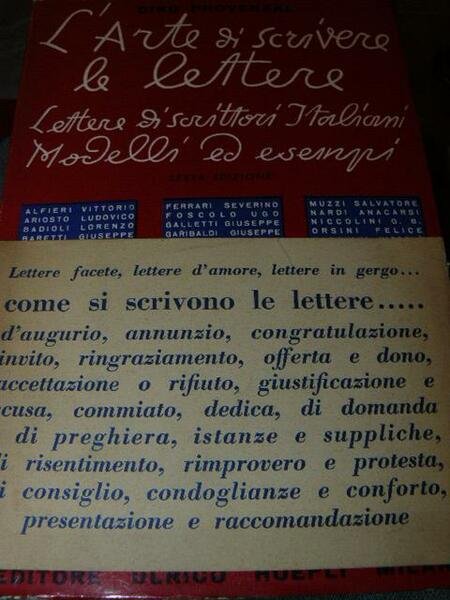 DINO PROVENZAL
L'Arte di scrivere
le lettere
Lettere di scrittori Italiani
Modelli ed esempi
SESTA EDIZIONE
ALFIERI VITTORIO
ARIOSTO LUDOVICO
BADIOLI LORENZO
BARETTI GIUSEPPE
FERRARI SEVERINO
FOSCOLO UGO
GALLETTI GIUSEPPE
GARIBALDI GIUSEPPE
MUZZI SALVATORE
NARDI ANACARSI
NICCOLINI G. B.
ORSINI FELICE
Lettere facete, lettere d'amore, lettere in gergo...
come si scrivono le lettere.....
d'augurio, annunzio, congratulazione,
invito, ringraziamento, offerta e dono,
accettazione o rifiuto, giustificazione e
scusa, commiato, dedica, di domanda
di preghiera, istanze e suppliche,
di risentimento, rimprovero e protesta,
di consiglio, condoglianze e conforto,
presentazione e raccomandazione
EDITORE ULRICO HOEPLI MILANO